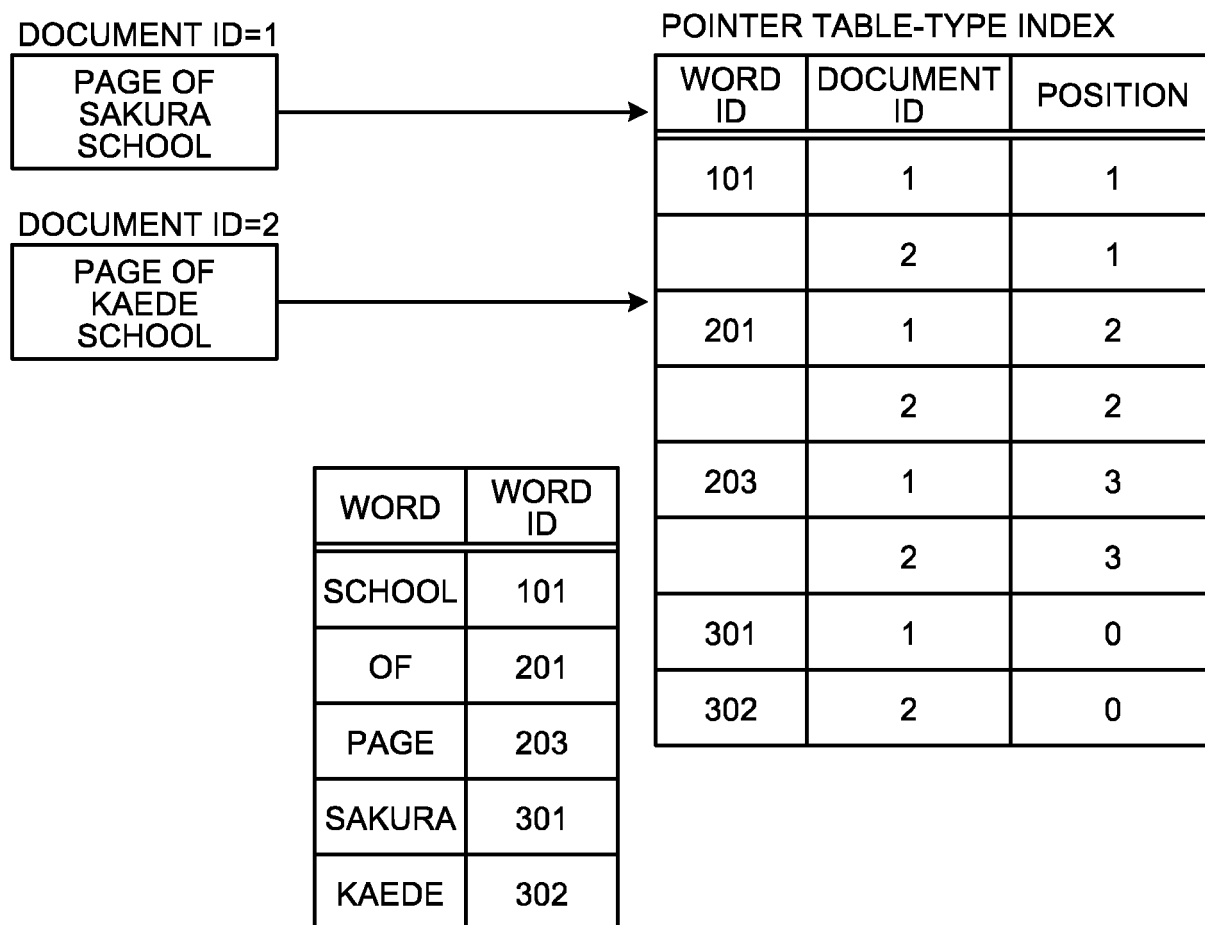 DOCUMENT ID=1
PAGE OF
SAKURA
SCHOOL
DOCUMENT ID=2
PAGE OF
KAEDE
SCHOOL
POINTER TABLE-TYPE INDEX
WORD ID DOCUMENT ID POSITION
101 1 1
2 1
201 1 2
2 2
203 1 3
2 3
301 1 0
302 2 0
WORD WORD ID
SCHOOL 101
OF 201
PAGE 203
SAKURA 301
KAEDE 302